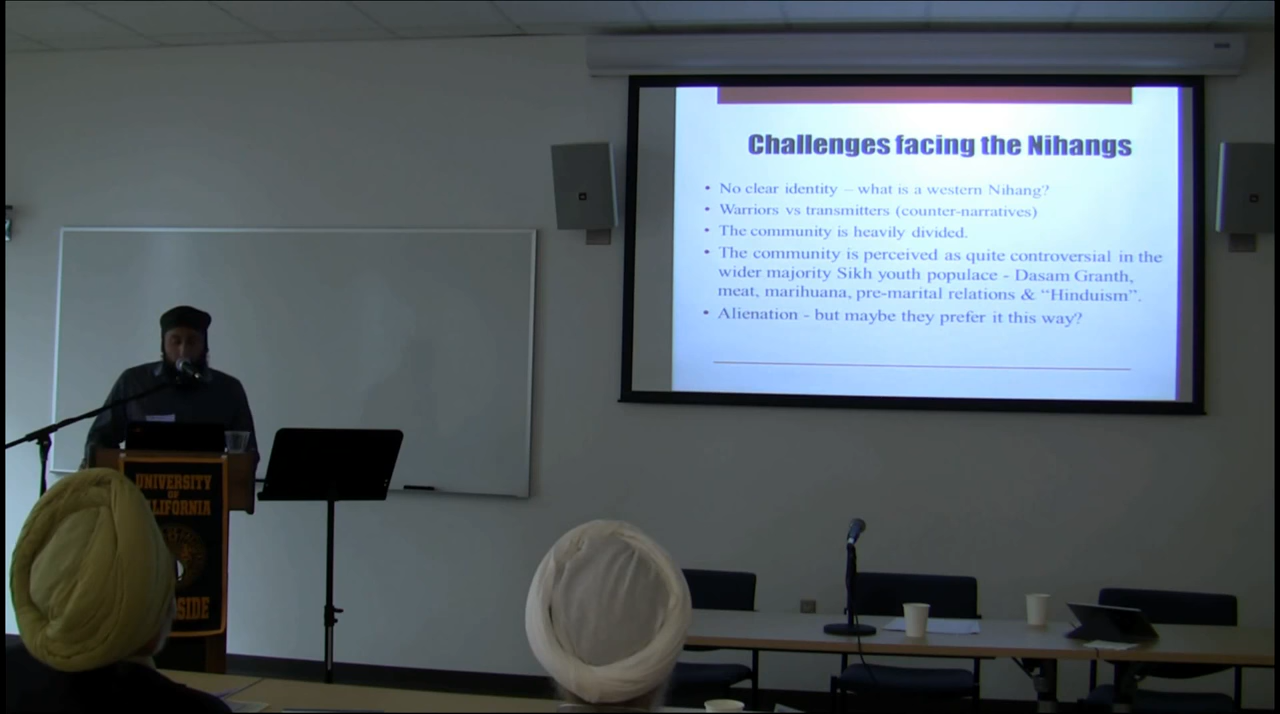 Challenges facing the Nihangs
• No clear identity – what is a western Nihang?
• Warriors vs transmitters (counter-narratives)
• The community is heavily divided.
• The community is perceived as quite controversial in the
wider majority Sikh youth populace - Dasam Granth,
meat, marihuana, pre-marital relations & “Hinduism”.
• Alienation - but maybe they prefer it this way?
UNIVERSITY
OF
ALIFORNIA
SIDE